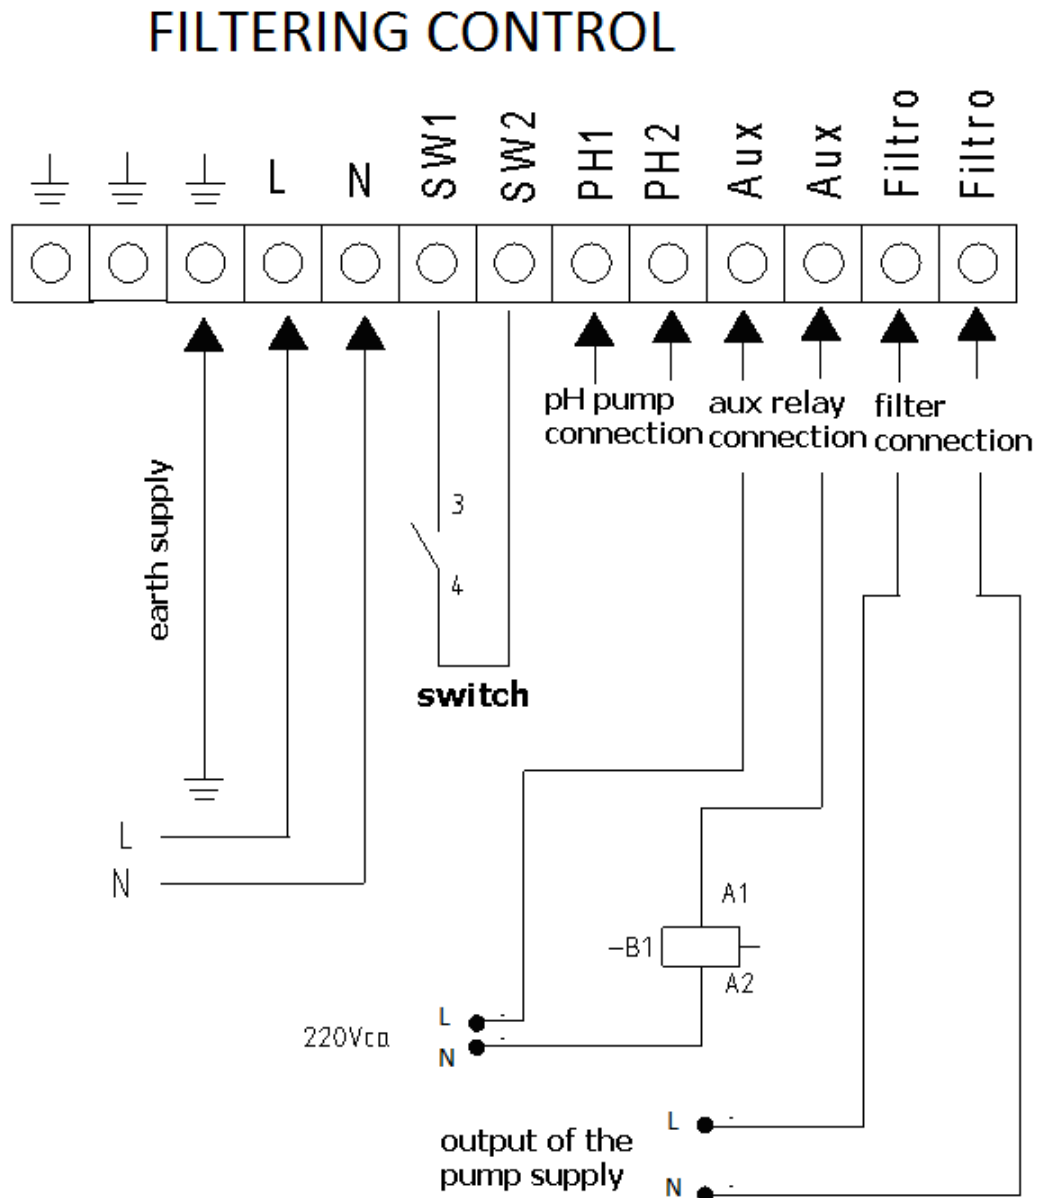 FILTERING CONTROL
L
N
SW1
SW2
PH1
PH2
Aux
Aux
Filtro
Filtro
pH pump
connection
aux relay
connection
filter
connection
earth supply
3
4
switch
L
N
A1
-B1
A2
220Vca
L
N
output of the
pump supply
L
N